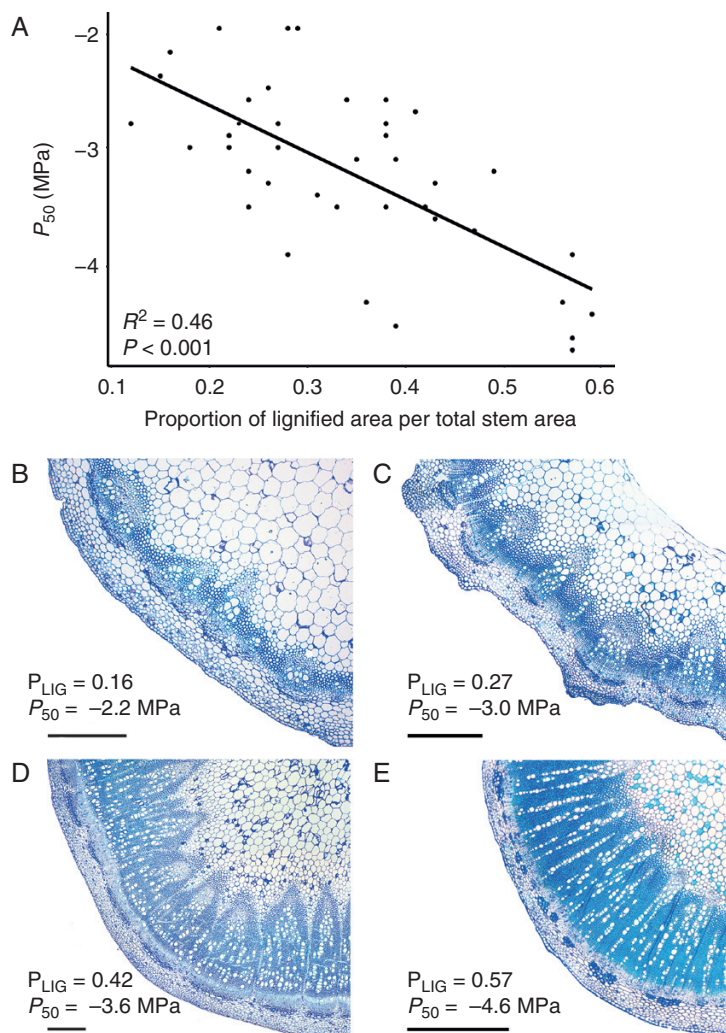 A
−2
−3
−4
P50 (MPa)
R2 = 0.46
P < 0.001
0.1 0.2 0.3 0.4 0.5 0.6
Proportion of lignified area per total stem area
B
PLIG = 0.16
P50 = −2.2 MPa
C
PLIG = 0.27
P50 = −3.0 MPa
D
PLIG = 0.42
P50 = −3.6 MPa
E
PLIG = 0.57
P50 = −4.6 MPa